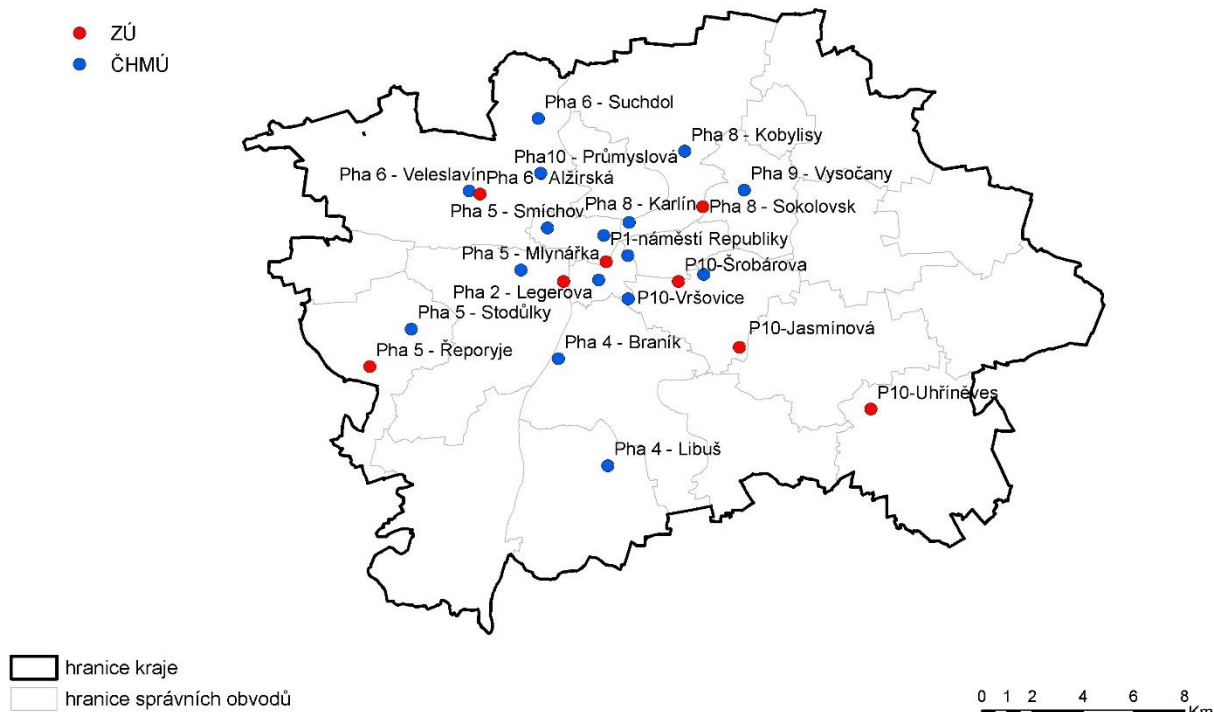 ZÚ
ČHMÚ
Pha 6 - Suchdol
Pha 8 - Kobylisy
Pha10 - Průmyslová
Pha 6 - Veleslavín
Pha 6 - Alžírská
Pha 9 - Vysočany
Pha 5 - Smíchov
Pha 8 - Karlín
Pha 8 - Sokolovsk
P1-náměstí Republiky
Pha 5 - Mlynářka
P10-Šrobárova
Pha 2 - Legerova
P10-Vršovice
Pha 5 - Stodůlky
Pha 5 - Řeporyje
Pha 4 - Braník
P10-Jasmínová
P10-Uhříněves
Pha 4 - Libuš
hranice kraje
hranice správních obvodů
0 1 2 4 6 8
Km